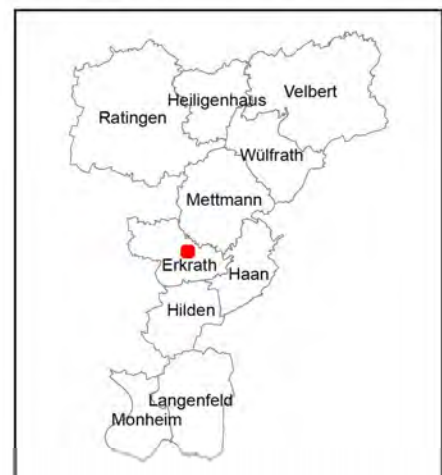 Velbert
Heiligenhaus
Ratingen
Wülfrath
Mettmann
Erkrath
Haan
Hilden
Langenfeld
Monheim